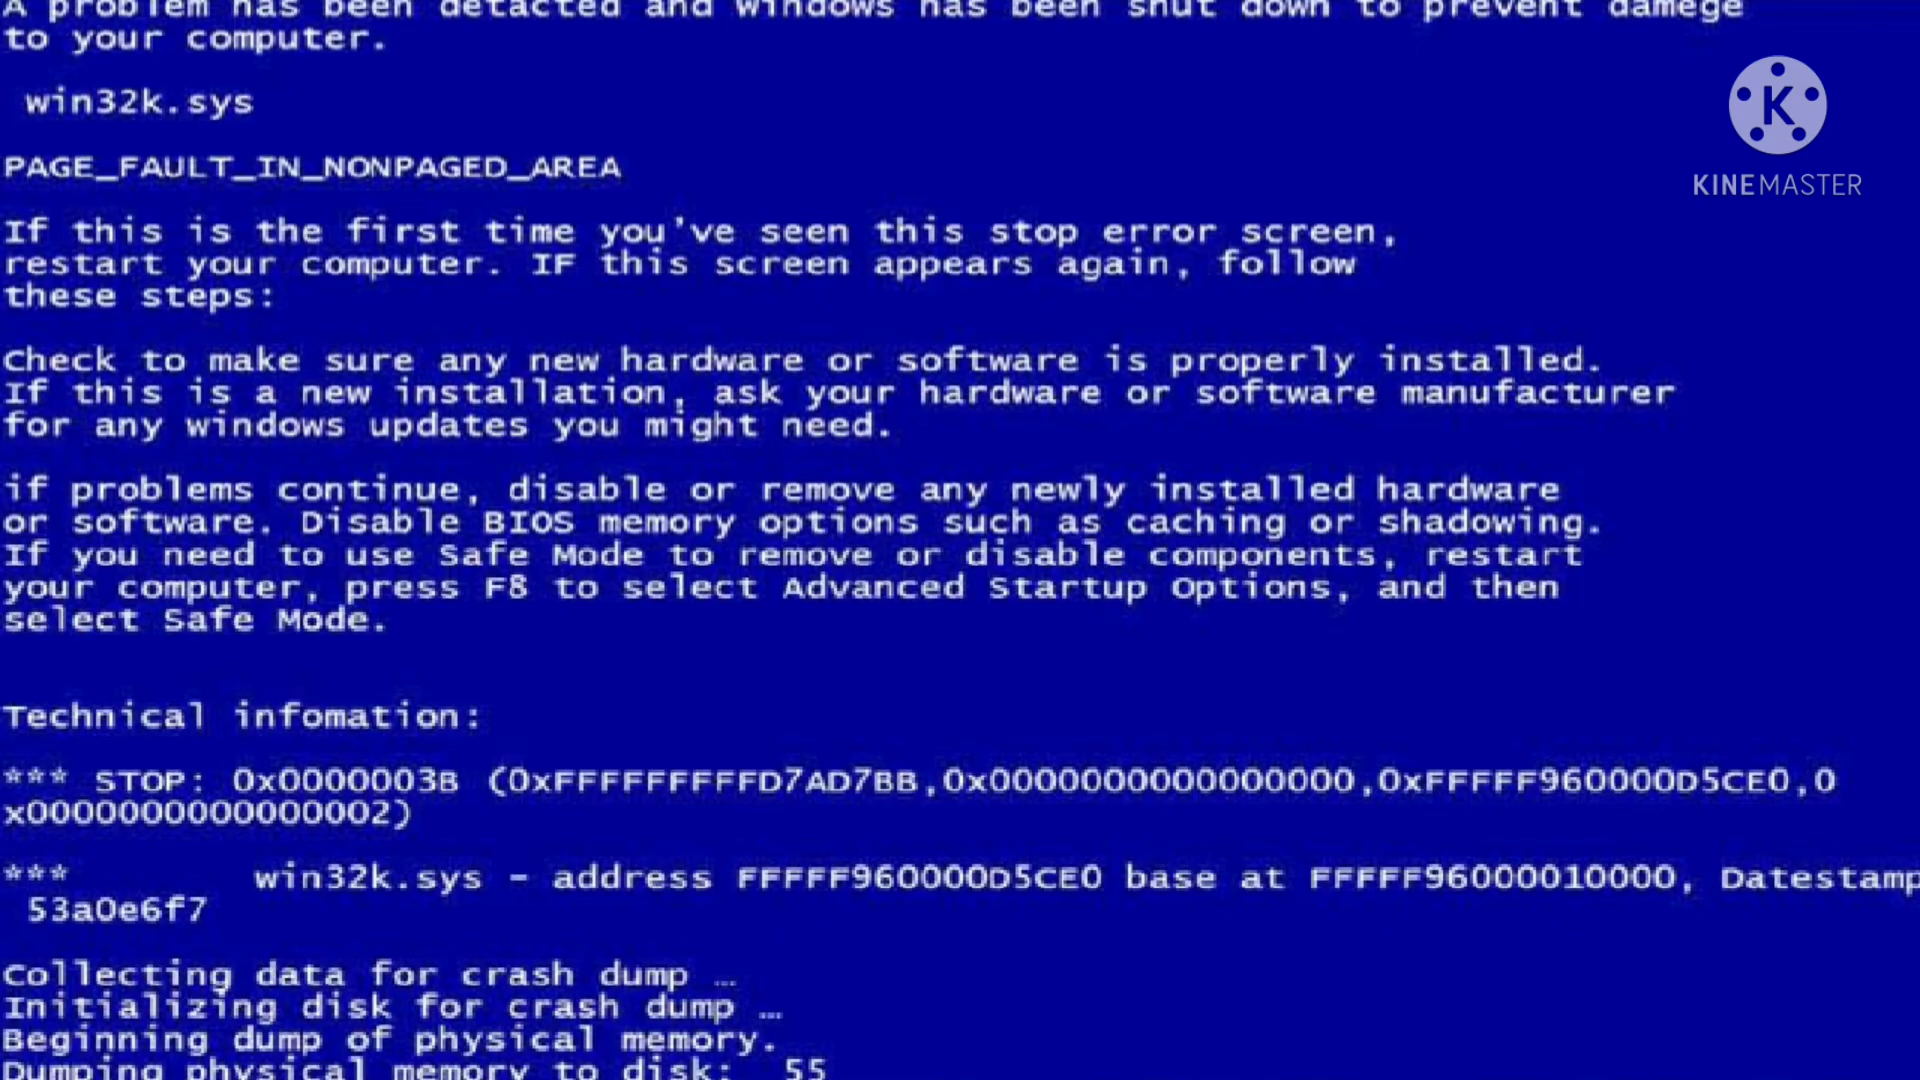 A problem has been detacted and windows has been shut down to prevent damege
to your computer.
win32k.sys
K
KINEMASTER
PAGE_FAULT_IN_NONPAGED_AREA
If this is the first time you've seen this stop error screen,
restart your computer. IF this screen appears again, follow
these steps:
Check to make sure any new hardware or software is properly installed.
If this is a new installation, ask your hardware or software manufacturer
for any windows updates you might need.
if problems continue, disable or remove any newly installed hardware
or software. Disable BIOS memory options such as caching or shadowing.
If you need to use Safe Mode to remove or disable components, restart
your computer, press F8 to select Advanced Startup Options, and then
select Safe Mode.
Technical infomation:
*** STOP: 0x0000003B (0xFFFFFFFFFD7AD7BB,0x0000000000000000,0xFFFFF960000D5CE0,0
x0000000000000002)
*** win32k.sys - address FFFFF960000D5CE0 base at FFFFF96000010000, Datestamp
53a0e6f7
Collecting data for crash dump ...
Initializing disk for crash dump ...
Beginning dump of physical memory.
Dumping physical memory to disk: 55